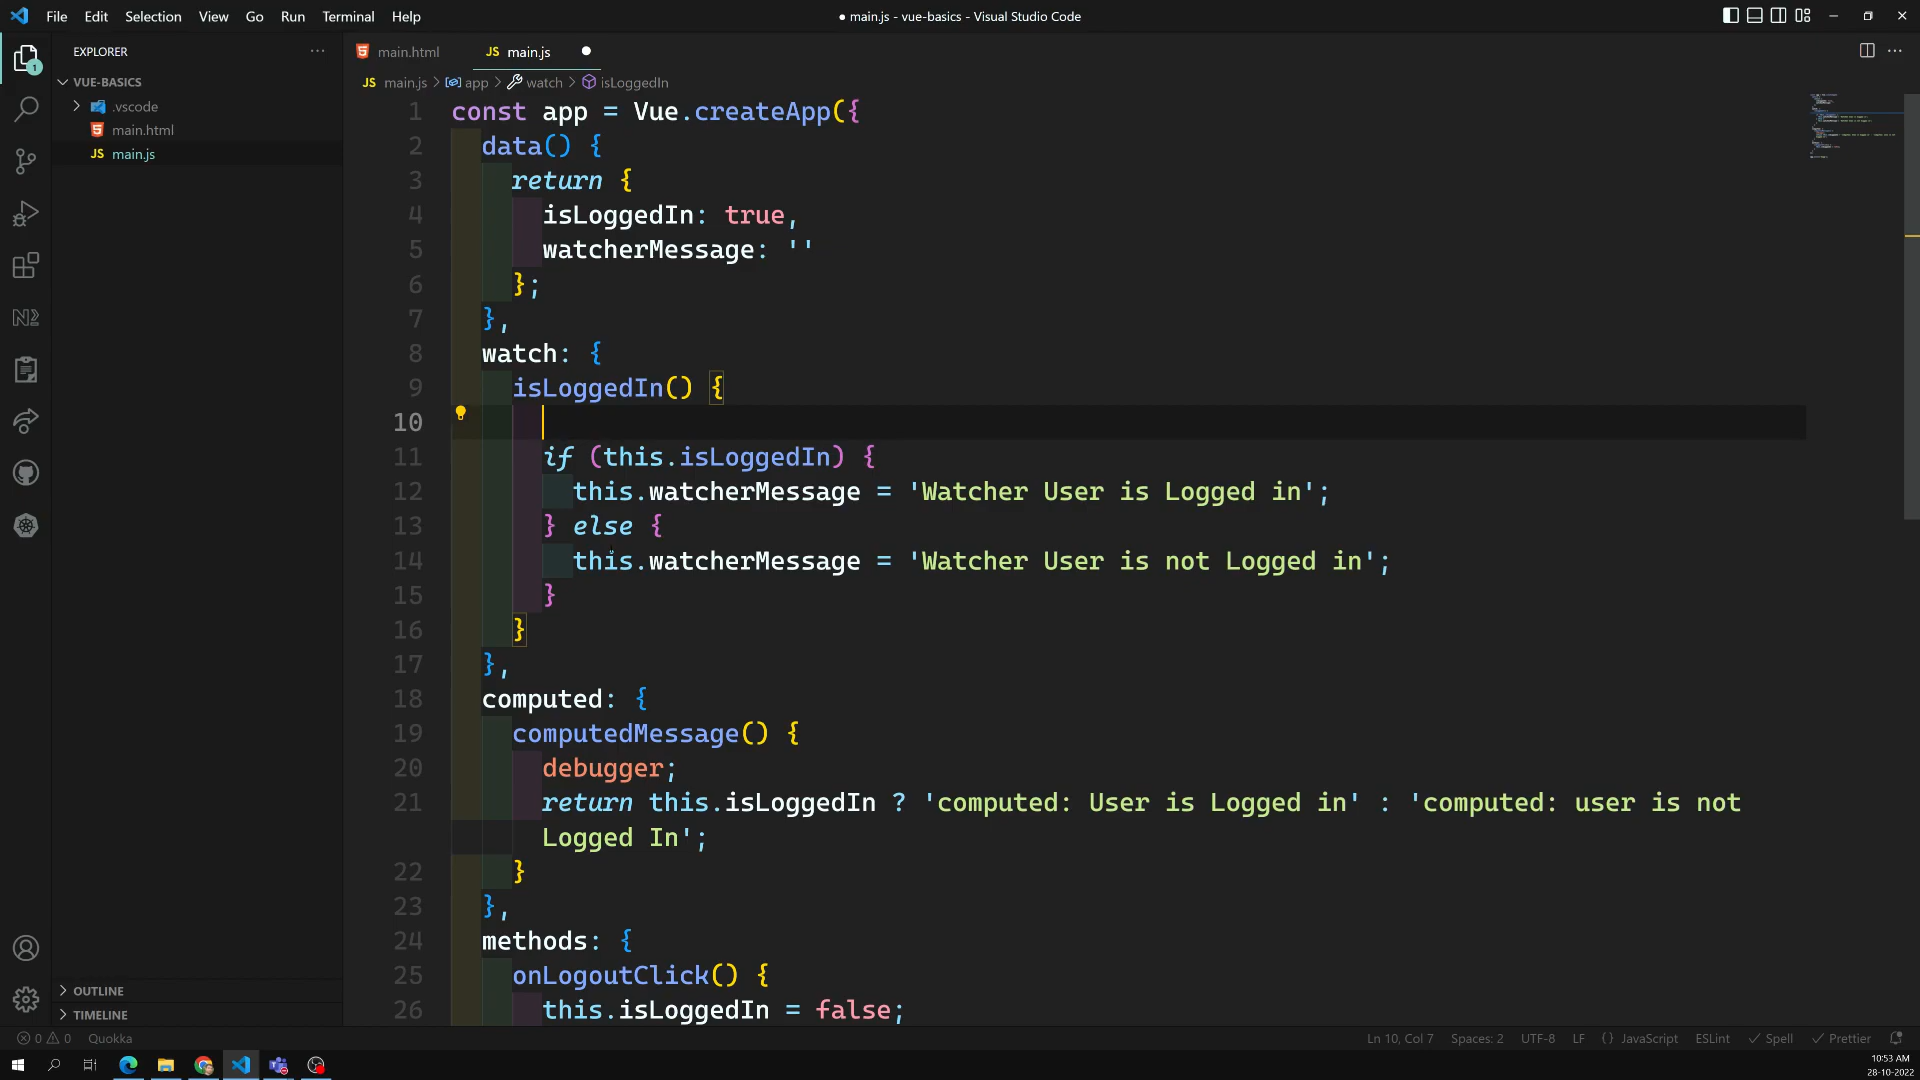 File Edit Selection View Go Run Terminal Help
● main.js - vue-basics - Visual Studio Code
EXPLORER
VUE-BASICS
.vscode
main.html
JS main.js
OUTLINE
TIMELINE
main.html JS main.js
JS main.js > app > watch > isLoggedIn
1 const app = Vue.createApp({
2 data() {
3 return {
4 isLoggedIn: true,
5 watcherMessage: ''
6 };
7 },
8 watch: {
9 isLoggedIn() {
10
11 if (this.isLoggedIn) {
12 this.watcherMessage = 'Watcher User is Logged in';
13 } else {
14 this.watcherMessage = 'Watcher User is not Logged in';
15 }
16 }
17 },
18 computed: {
19 computedMessage() {
20 debugger;
21 return this.isLoggedIn ? 'computed: User is Logged in' : 'computed: user is not
Logged In';
22 }
23 },
24 methods: {
25 onLogoutClick() {
26 this.isLoggedIn = false;
0 0 Quokka Ln 10, Col 7 Spaces: 2 UTF-8 LF {} JavaScript ESLint ✓ Spell ✓ Prettier
10:53 AM
28-10-2022